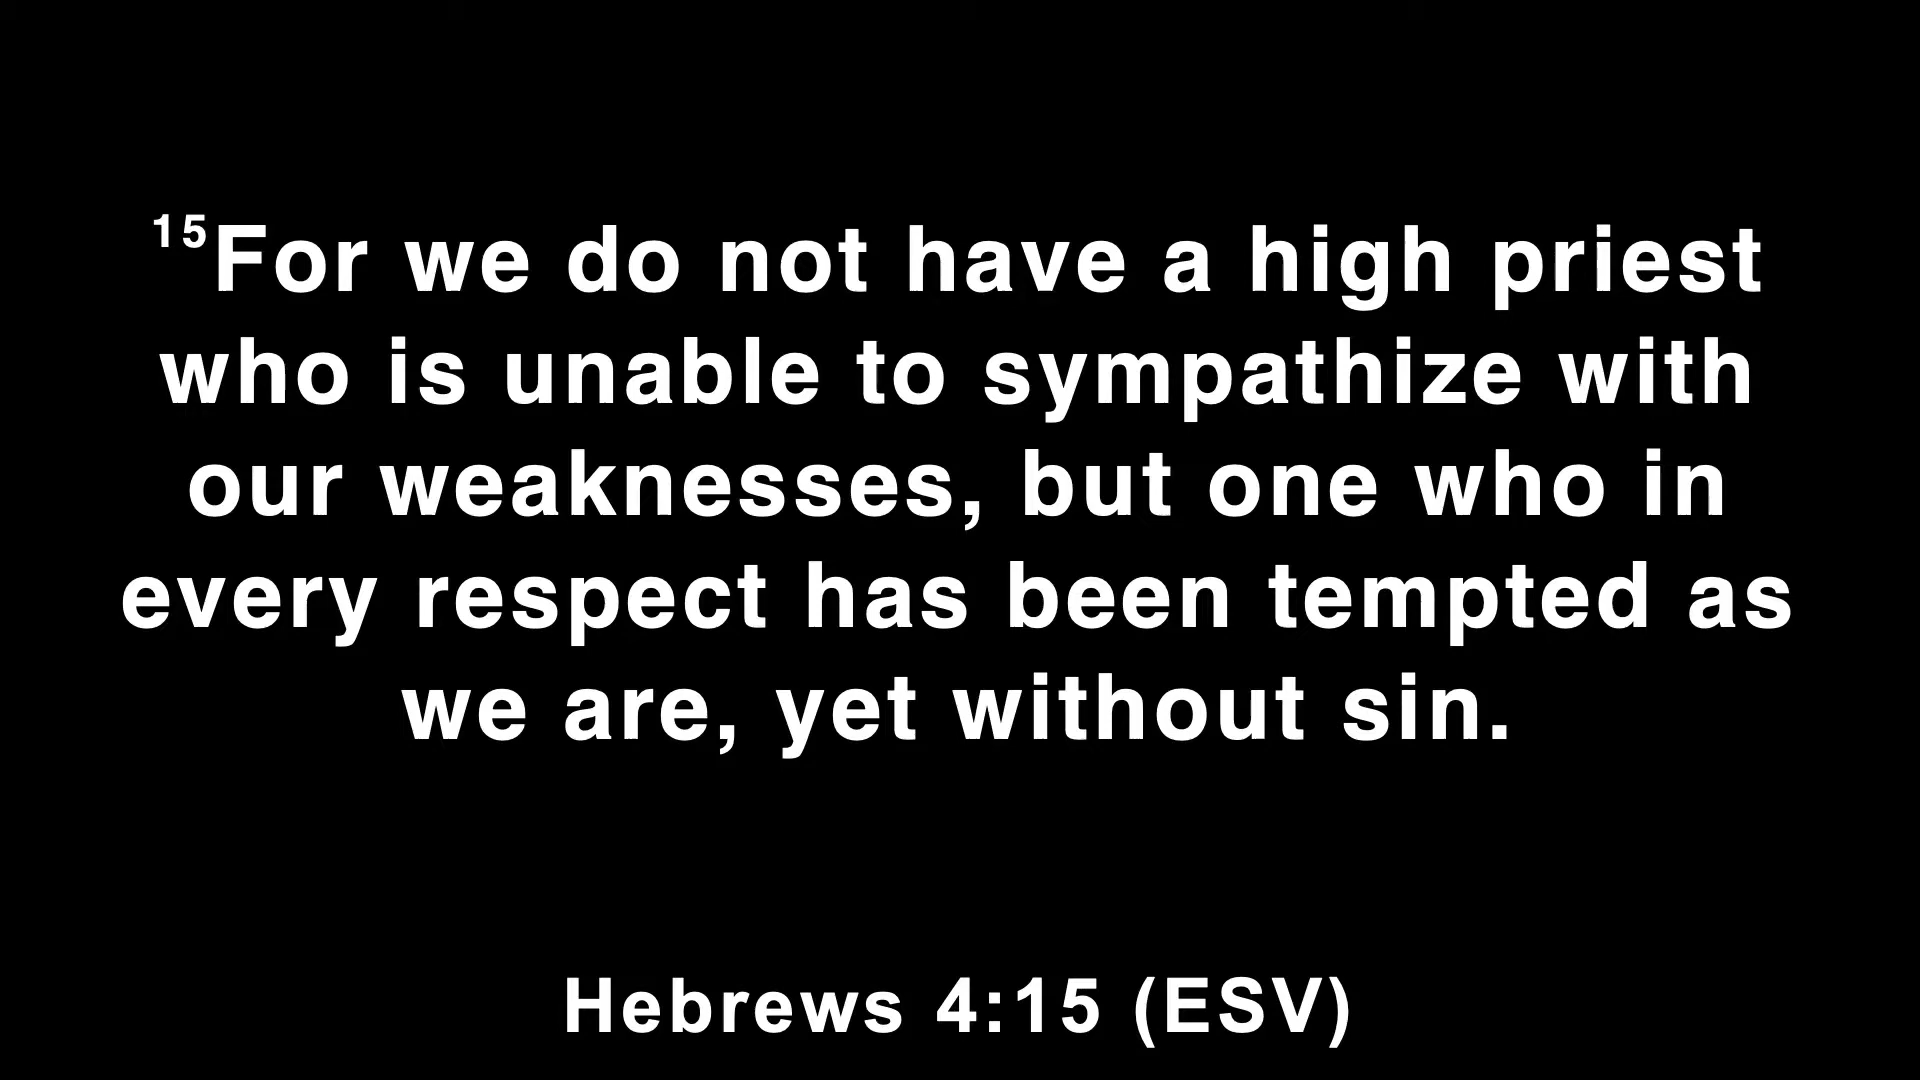 15For we do not have a high priest
who is unable to sympathize with
our weaknesses, but one who in
every respect has been tempted as
we are, yet without sin.
Hebrews 4:15 (ESV)